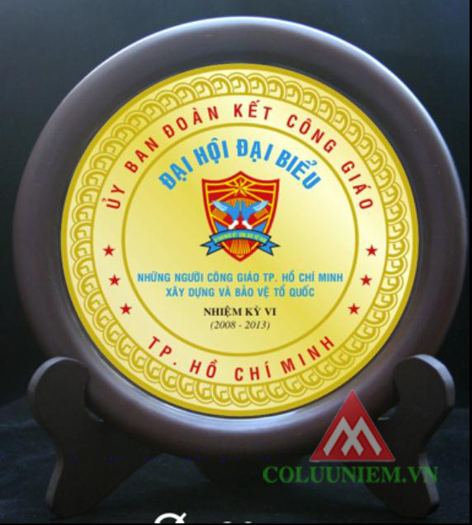 ỦY BAN ĐOÀN KẾT CÔNG GIÁO
ĐẠI HỘI ĐẠI BIỂU
NHỮNG NGƯỜI CÔNG GIÁO TP. HỒ CHÍ MINH
XÂY DỰNG VÀ BẢO VỆ TỔ QUỐC
NHIỆM KỲ VI
(2008 - 2013)
TP. HỒ CHÍ MINH
COLUUNIEM.VN